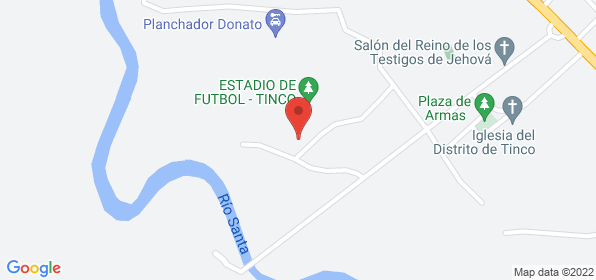 Planchador Donato
Salón del Reino de los
Testigos de Jehová
ESTADIO DE
FUTBOL - TINCO
Plaza de
Armas
Iglesia del
Distrito de Tinco
Río Santa
Google
Map data ©2022